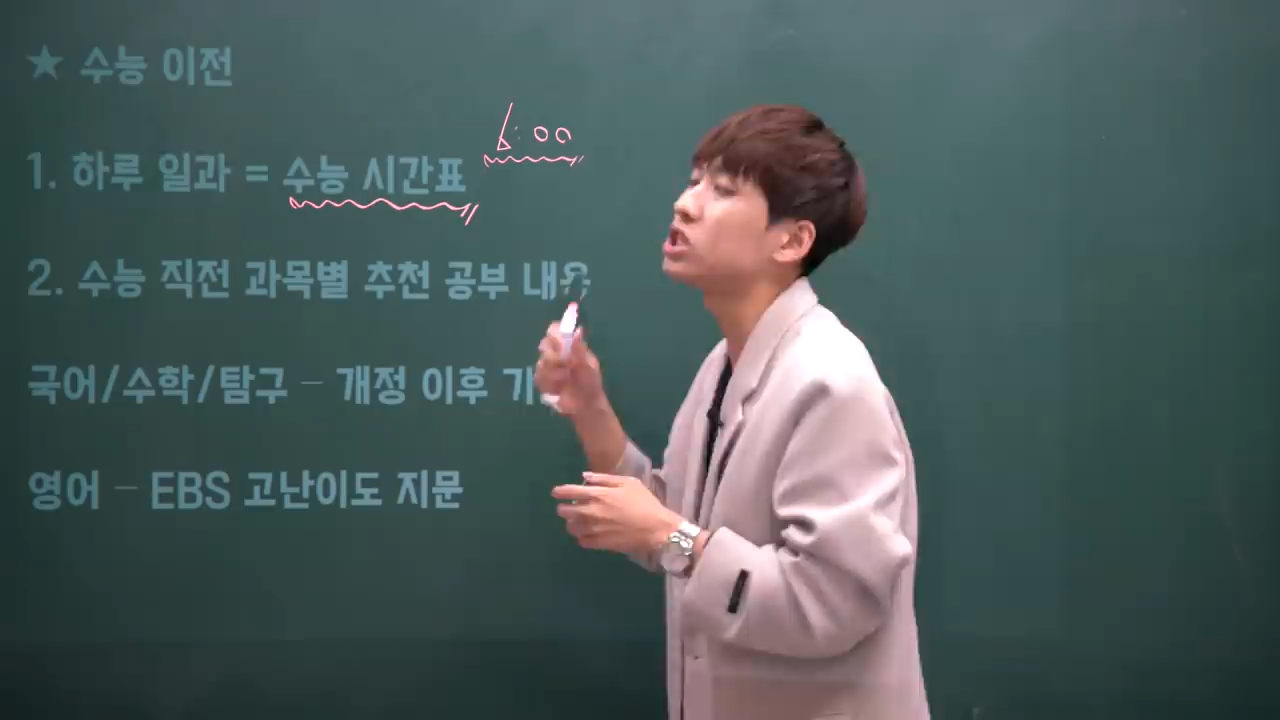 ★ 수능 이전
6:00
1. 하루 일과 = 수능 시간표
2. 수능 직전 과목별 추천 공부 내용
국어/수학/탐구 – 개정 이후
영어 – EBS 고난이도 지문